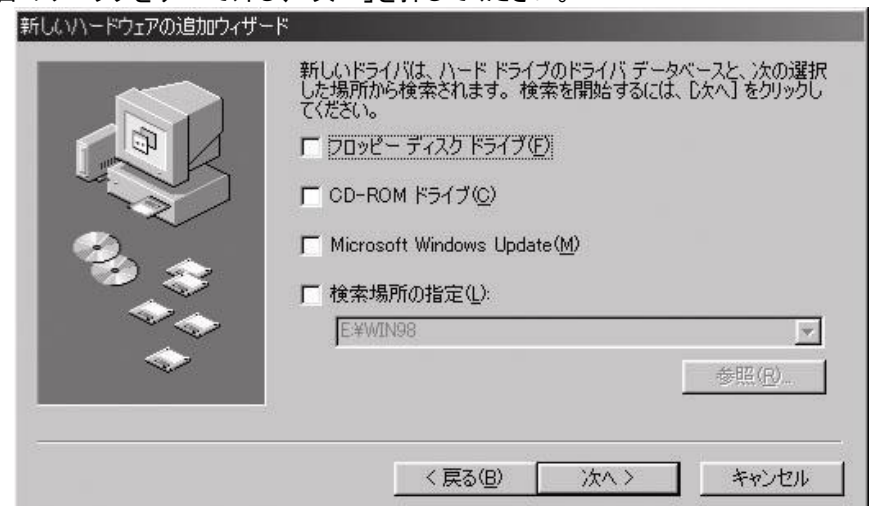 新しいハードウェアの追加ウィザード
新しいドライバは、ハード ドライブのドライバ データベースと、次の選択
した場所から検索されます。検索を開始するには、[次へ] をクリックし
てください。
フロッピー ディスク ドライブ(F)
CD-ROM ドライブ(C)
Microsoft Windows Update(M)
検索場所の指定(L):
E:¥WIN98
参照(R)...
< 戻る(B)
次へ >
キャンセル